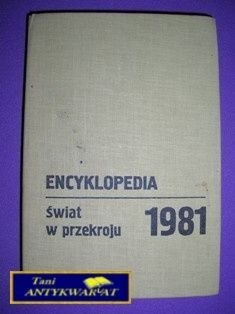 ENCYKLOPEDIA
świat
w przekroju 1981
Tani
ANTYKWARIAT